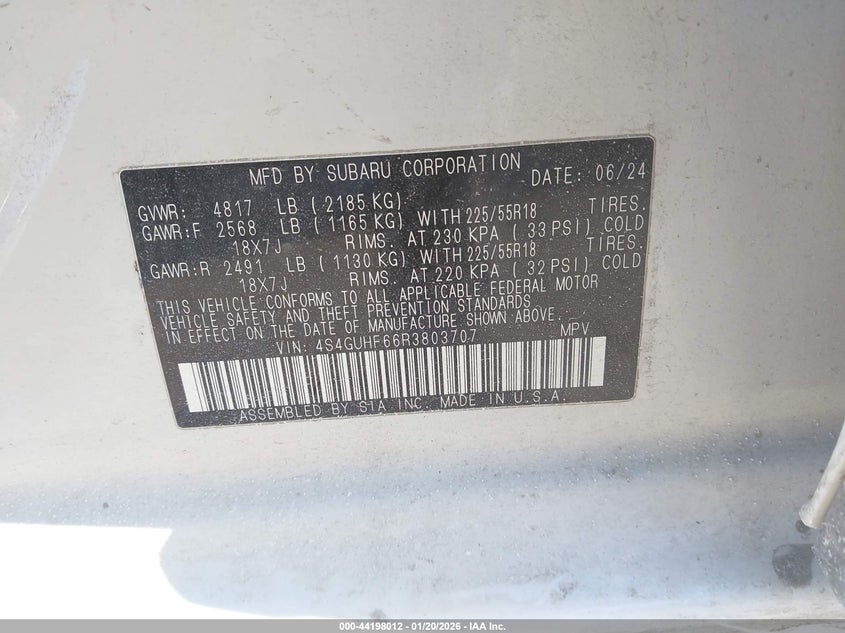 MFD BY SUBARU CORPORATION DATE: 06/24
GVWR: 4817 LB ( 2185 KG)
GAWR:F 2568 LB ( 1165 KG) WITH 225/55R18 TIRES.
18X7J RIMS. AT 230 KPA ( 33 PSI) COLD
GAWR:R 2491 LB ( 1130 KG) WITH 225/55R18 TIRES.
18X7J RIMS. AT 220 KPA ( 32 PSI) COLD
THIS VEHICLE CONFORMS TO ALL APPLICABLE FEDERAL MOTOR
VEHICLE SAFETY AND THEFT PREVENTION STANDARDS
IN EFFECT ON THE DATE OF MANUFACTURE SHOWN ABOVE.
VIN: 4S4GUHF66R3803707 MPV
ASSEMBLED BY SIA INC. MADE IN U.S.A.
000-44198012 - 01/20/2026 - IAA Inc.